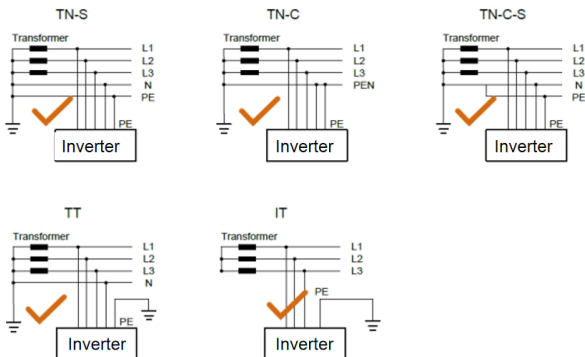 TN-S
Transformer
L1
L2
L3
N
PE
PE
Inverter
TN-C
Transformer
L1
L2
L3
PEN
PE
Inverter
TN-C-S
Transformer
L1
L2
L3
N
PE
PE
Inverter
TT
Transformer
L1
L2
L3
N
PE
Inverter
IT
Transformer
L1
L2
L3
PE
Inverter